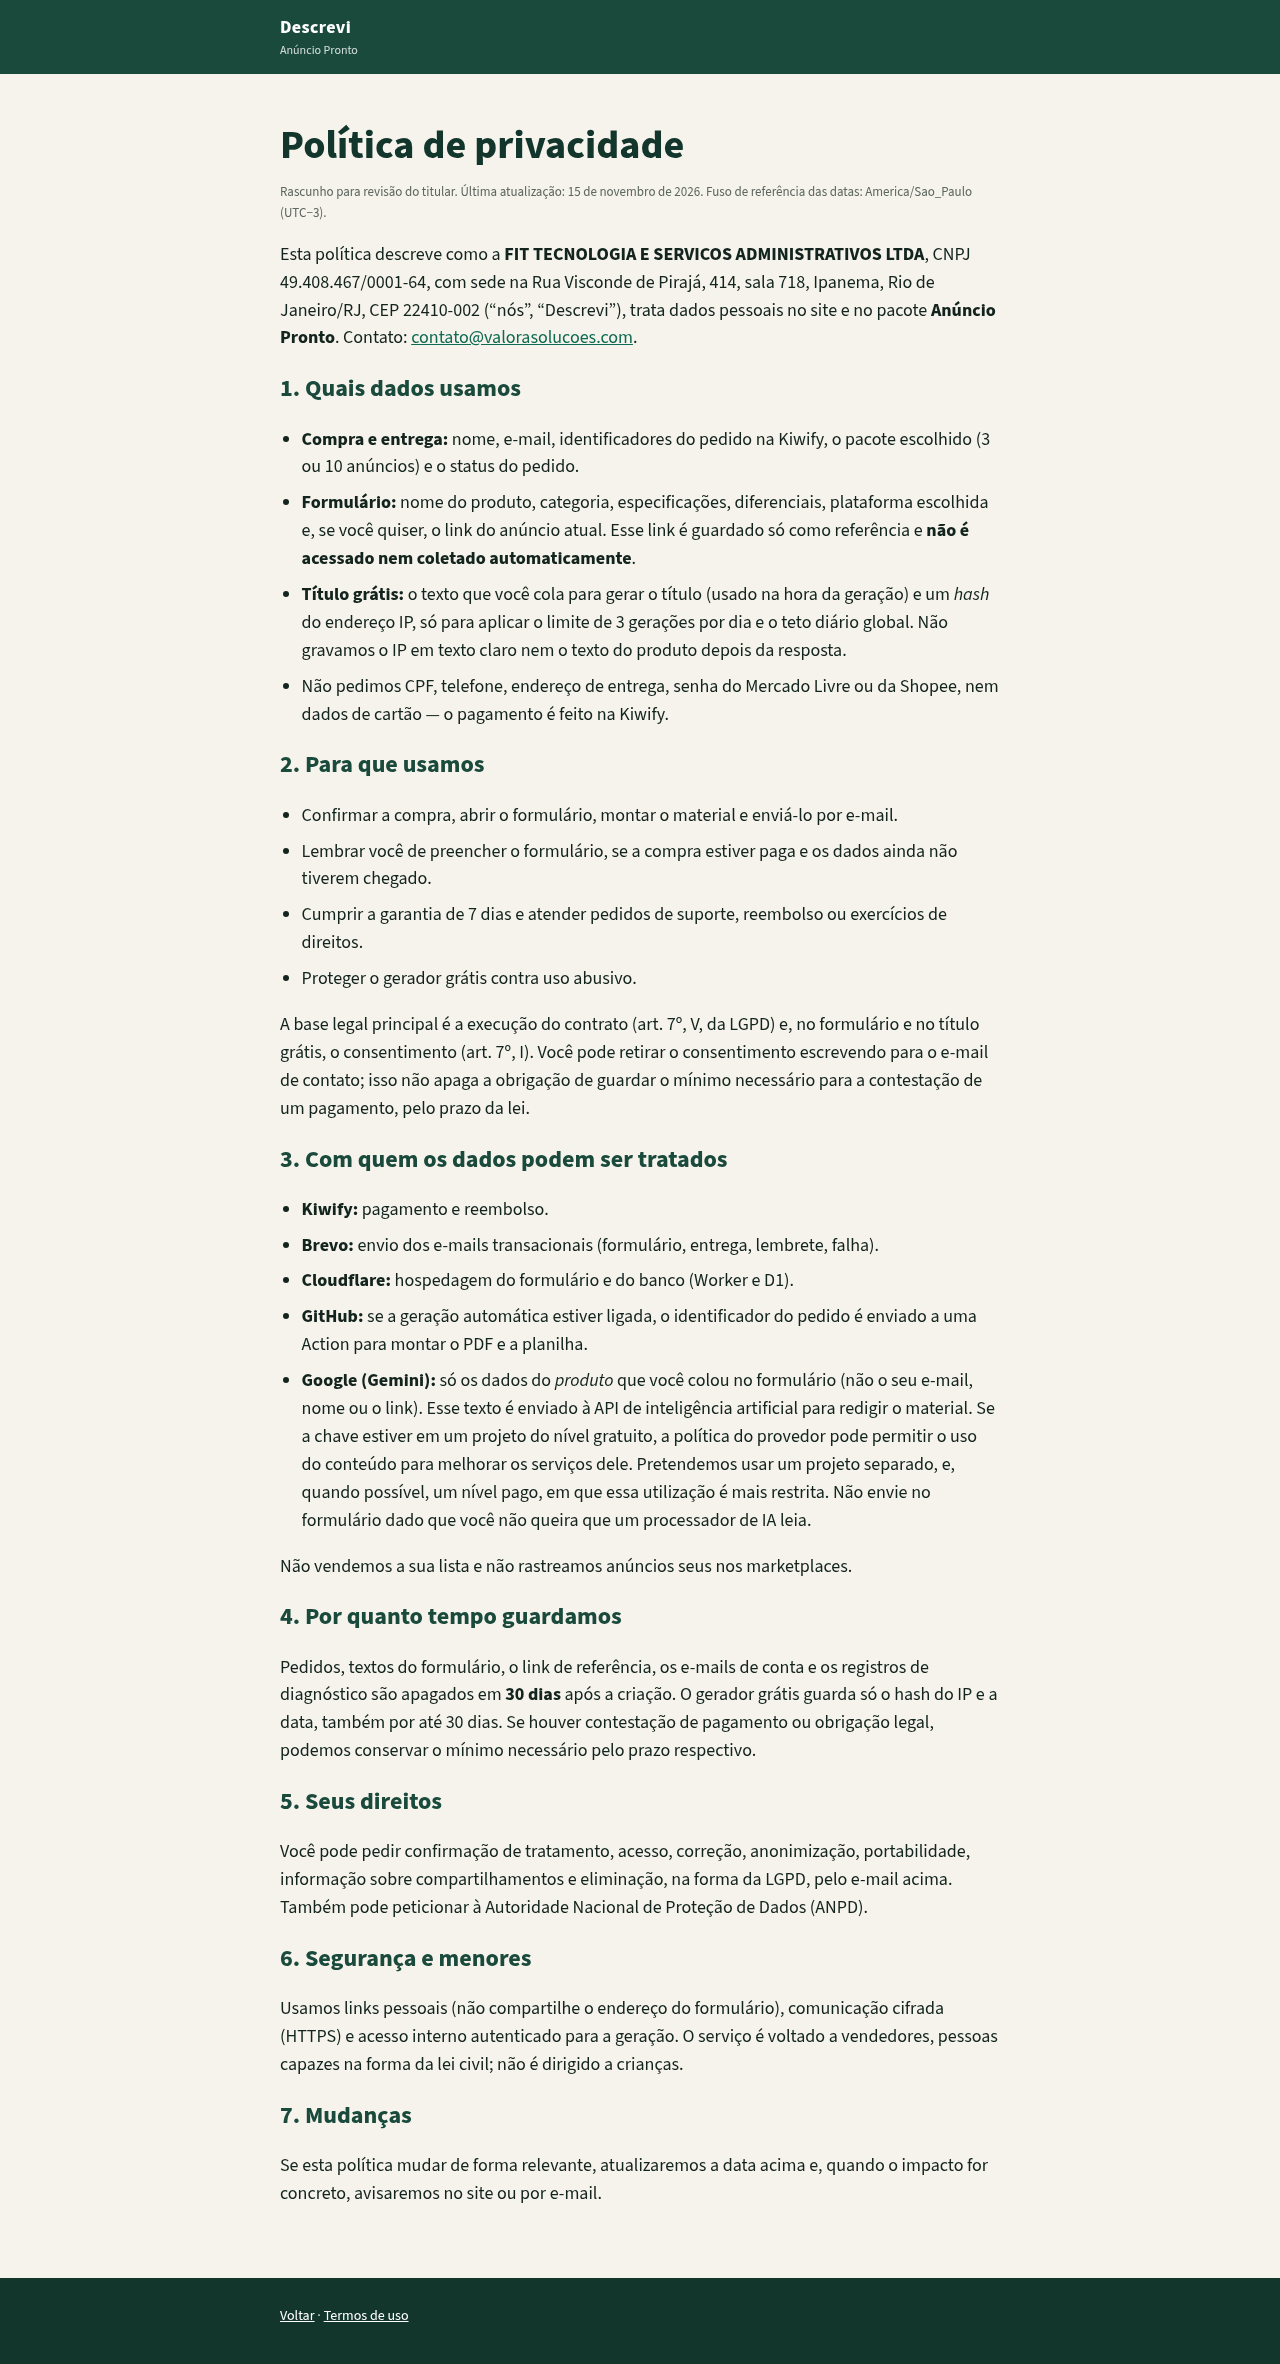 Descrevi
Anúncio Pronto
Política de privacidade
Rascunho para revisão do titular. Última atualização: 15 de novembro de 2026. Fuso de referência das datas: America/Sao_Paulo
(UTC−3).
Esta política descreve como a FIT TECNOLOGIA E SERVICOS ADMINISTRATIVOS LTDA, CNPJ
49.408.467/0001-64, com sede na Rua Visconde de Pirajá, 414, sala 718, Ipanema, Rio de
Janeiro/RJ, CEP 22410-002 (“nós”, “Descrevi”), trata dados pessoais no site e no pacote Anúncio
Pronto. Contato: contato@valorasolucoes.com.
1. Quais dados usamos
• Compra e entrega: nome, e-mail, identificadores do pedido na Kiwify, o pacote escolhido (3
ou 10 anúncios) e o status do pedido.
• Formulário: nome do produto, categoria, especificações, diferenciais, plataforma escolhida
e, se você quiser, o link do anúncio atual. Esse link é guardado só como referência e não é
acessado nem coletado automaticamente.
• Título grátis: o texto que você cola para gerar o título (usado na hora da geração) e um hash
do endereço IP, só para aplicar o limite de 3 gerações por dia e o teto diário global. Não
gravamos o IP em texto claro nem o texto do produto depois da resposta.
• Não pedimos CPF, telefone, endereço de entrega, senha do Mercado Livre ou da Shopee, nem
dados de cartão — o pagamento é feito na Kiwify.
2. Para que usamos
• Confirmar a compra, abrir o formulário, montar o material e enviá-lo por e-mail.
• Lembrar você de preencher o formulário, se a compra estiver paga e os dados ainda não
tiverem chegado.
• Cumprir a garantia de 7 dias e atender pedidos de suporte, reembolso ou exercícios de
direitos.
• Proteger o gerador grátis contra uso abusivo.
A base legal principal é a execução do contrato (art. 7º, V, da LGPD) e, no formulário e no título
grátis, o consentimento (art. 7º, I). Você pode retirar o consentimento escrevendo para o e-mail
de contato; isso não apaga a obrigação de guardar o mínimo necessário para a contestação de
um pagamento, pelo prazo da lei.
3. Com quem os dados podem ser tratados
• Kiwify: pagamento e reembolso.
• Brevo: envio dos e-mails transacionais (formulário, entrega, lembrete, falha).
• Cloudflare: hospedagem do formulário e do banco (Worker e D1).
• GitHub: se a geração automática estiver ligada, o identificador do pedido é enviado a uma
Action para montar o PDF e a planilha.
• Google (Gemini): só os dados do produto que você colou no formulário (não o seu e-mail,
nome ou o link). Esse texto é enviado à API de inteligência artificial para redigir o material. Se
a chave estiver em um projeto do nível gratuito, a política do provedor pode permitir o uso
do conteúdo para melhorar os serviços dele. Pretendemos usar um projeto separado, e,
quando possível, um nível pago, em que essa utilização é mais restrita. Não envie no
formulário dado que você não queira que um processador de IA leia.
Não vendemos a sua lista e não rastreamos anúncios seus nos marketplaces.
4. Por quanto tempo guardamos
Pedidos, textos do formulário, o link de referência, os e-mails de conta e os registros de
diagnóstico são apagados em 30 dias após a criação. O gerador grátis guarda só o hash do IP e a
data, também por até 30 dias. Se houver contestação de pagamento ou obrigação legal,
podemos conservar o mínimo necessário pelo prazo respectivo.
5. Seus direitos
Você pode pedir confirmação de tratamento, acesso, correção, anonimização, portabilidade,
informação sobre compartilhamentos e eliminação, na forma da LGPD, pelo e-mail acima.
Também pode peticionar à Autoridade Nacional de Proteção de Dados (ANPD).
6. Segurança e menores
Usamos links pessoais (não compartilhe o endereço do formulário), comunicação cifrada
(HTTPS) e acesso interno autenticado para a geração. O serviço é voltado a vendedores, pessoas
capazes na forma da lei civil; não é dirigido a crianças.
7. Mudanças
Se esta política mudar de forma relevante, atualizaremos a data acima e, quando o impacto for
concreto, avisaremos no site ou por e-mail.
Voltar · Termos de uso